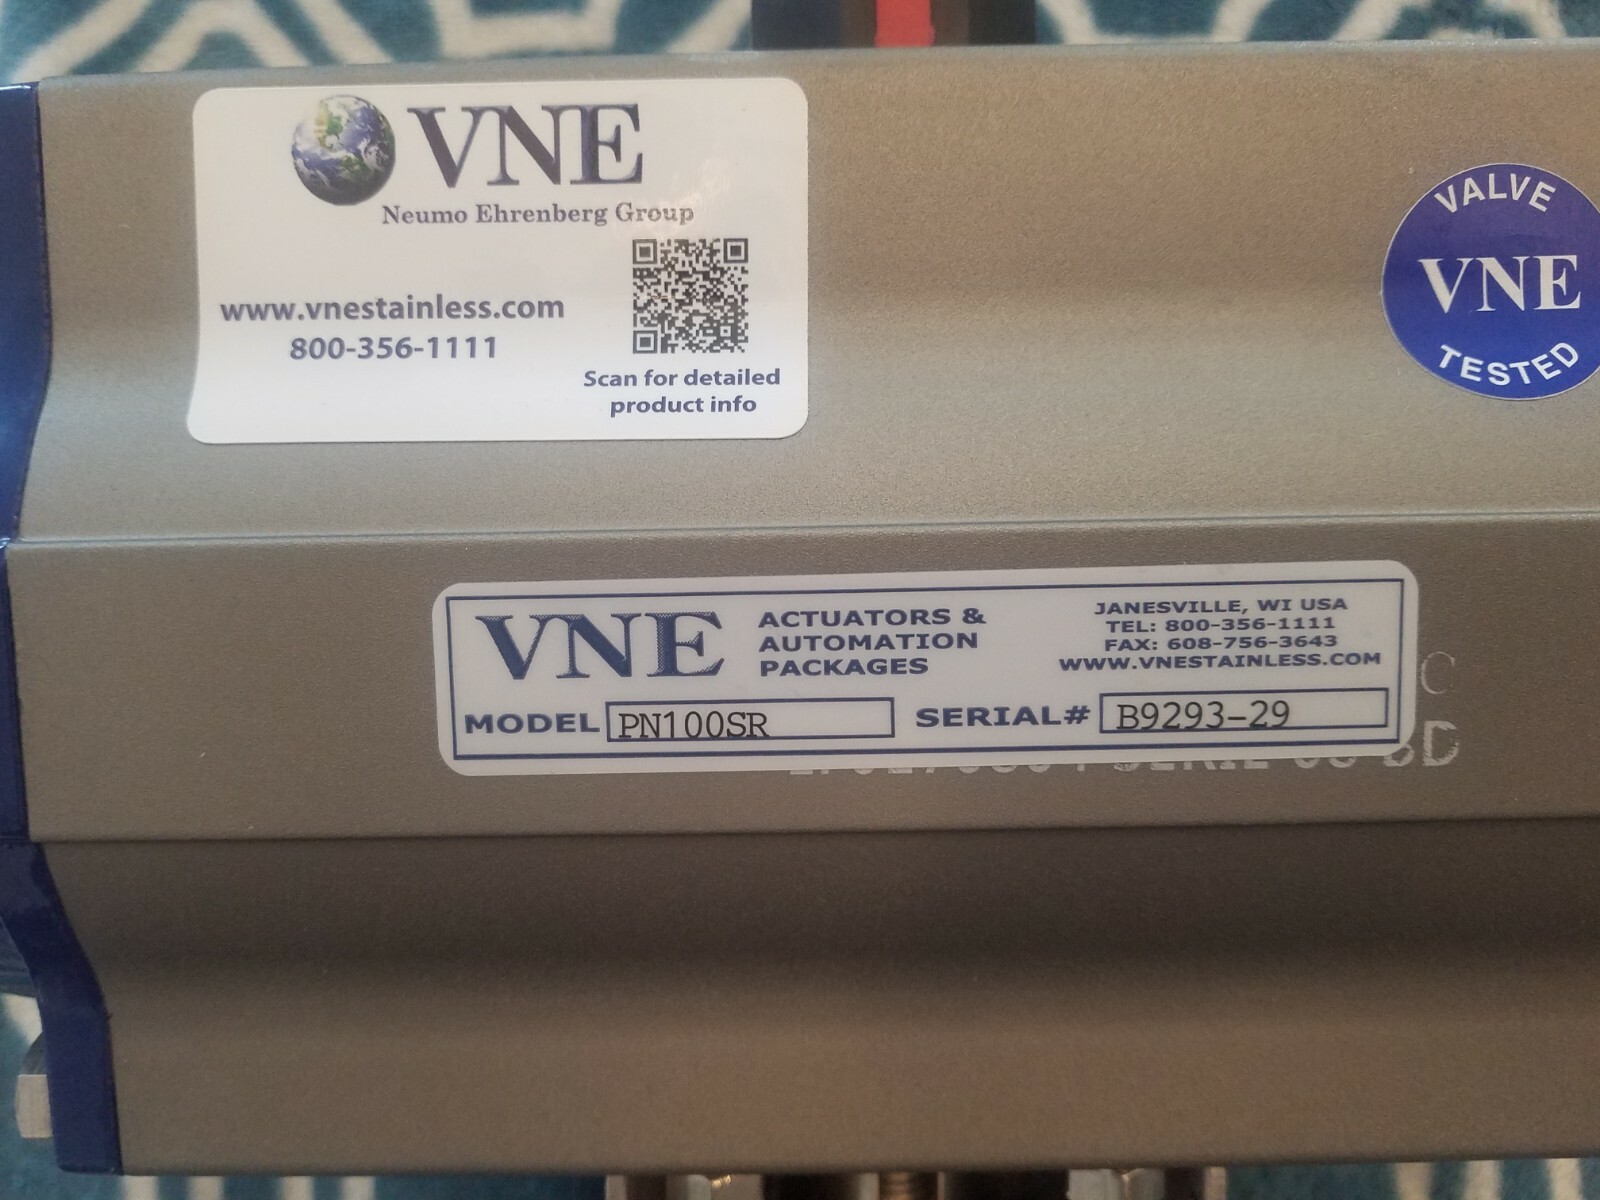 VNE
Neumo Ehrenberg Group
www.vnestainless.com
800-356-1111
Scan for detailed
product info
VALVE
VNE
TESTED
VNE
ACTUATORS &
AUTOMATION
PACKAGES
JANESVILLE, WI USA
TEL: 800-356-1111
FAX: 608-756-3643
WWW.VNESTAINLESS.COM
MODEL PN100SR
SERIAL# B9293-29
C